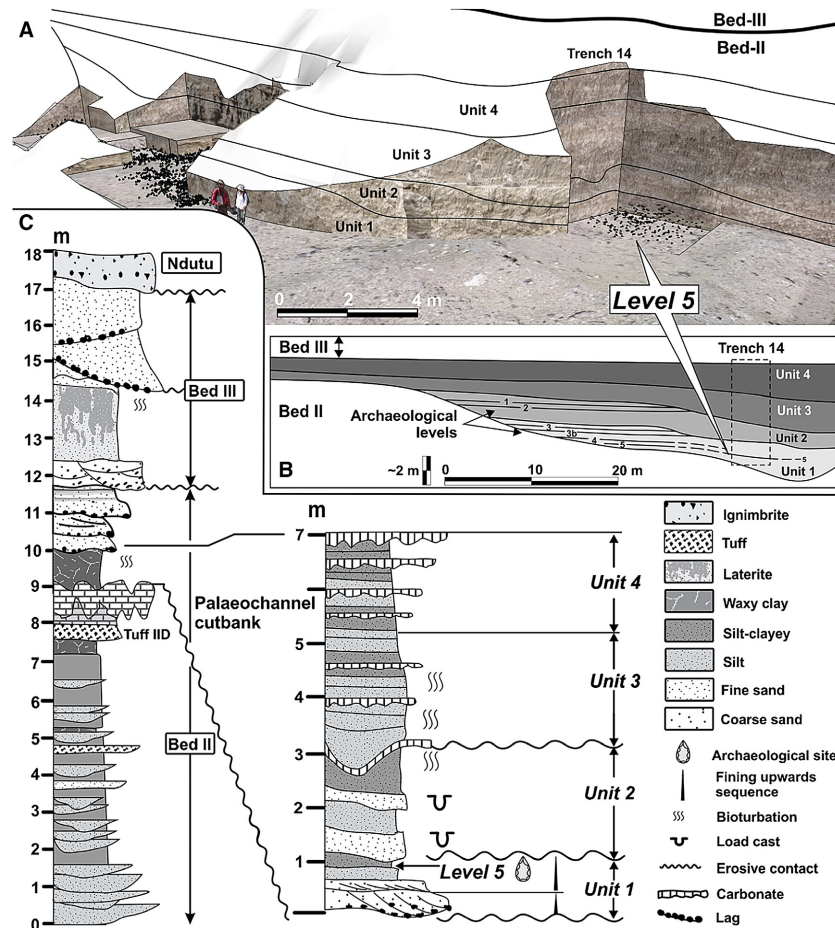 A
Bed-III
Bed-II
Trench 14
Unit 4
Unit 3
Unit 2
Unit 1
0 2 4 m
Level 5
C
m
18
17
16
15
14
13
12
11
10
9
8
7
6
5
4
3
2
1
0
Ndutu
Bed III
Palaeochannel
cutbank
Tuff IID
Bed II
Bed III
Trench 14
Unit 4
Unit 3
Unit 2
Unit 1
Bed II
Archaeological
levels
1
2
3
3b
4
5
5
B
~2 m
0 10 20 m
m
7
5
4
3
2
1
0
Unit 4
Unit 3
Unit 2
Level 5
Unit 1
Ignimbrite
Tuff
Laterite
Waxy clay
Silt-clayey
Silt
Fine sand
Coarse sand
Archaeological site
Fining upwards
sequence
Bioturbation
Load cast
Erosive contact
Carbonate
Lag